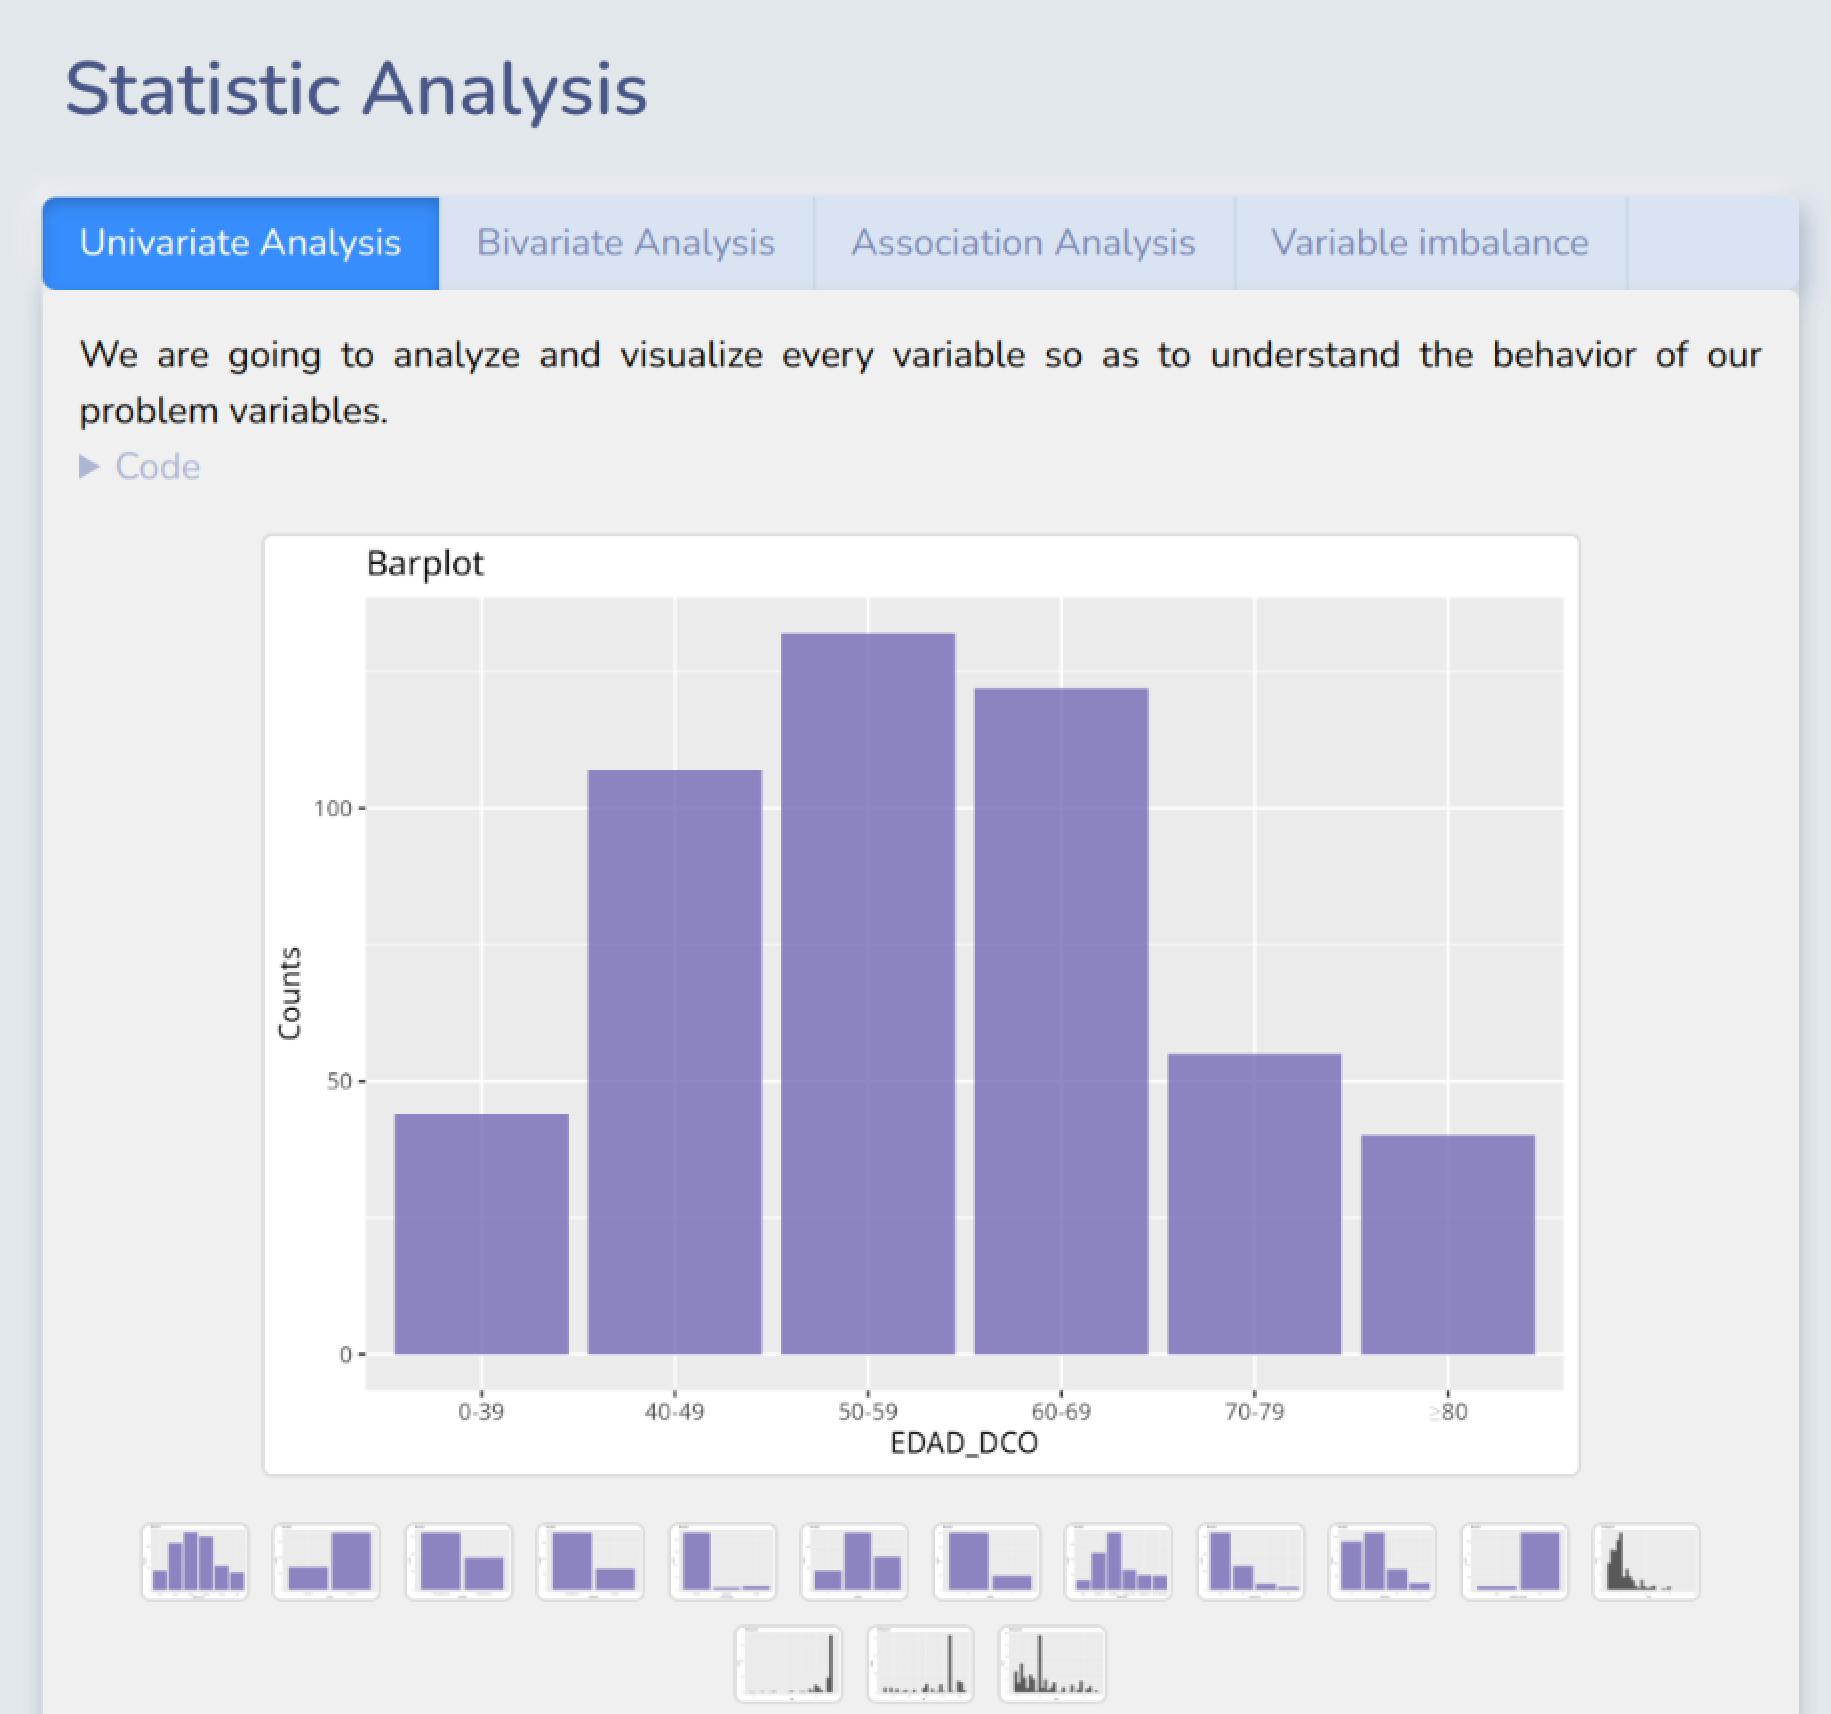 Statistic Analysis
Univariate Analysis
Bivariate Analysis
Association Analysis
Variable imbalance
We are going to analyze and visualize every variable so as to understand the behavior of our
problem variables.
▶ Code
Barplot
100
50
0
Counts
0-39
40-49
50-59
60-69
70-79
≥80
EDAD_DCO